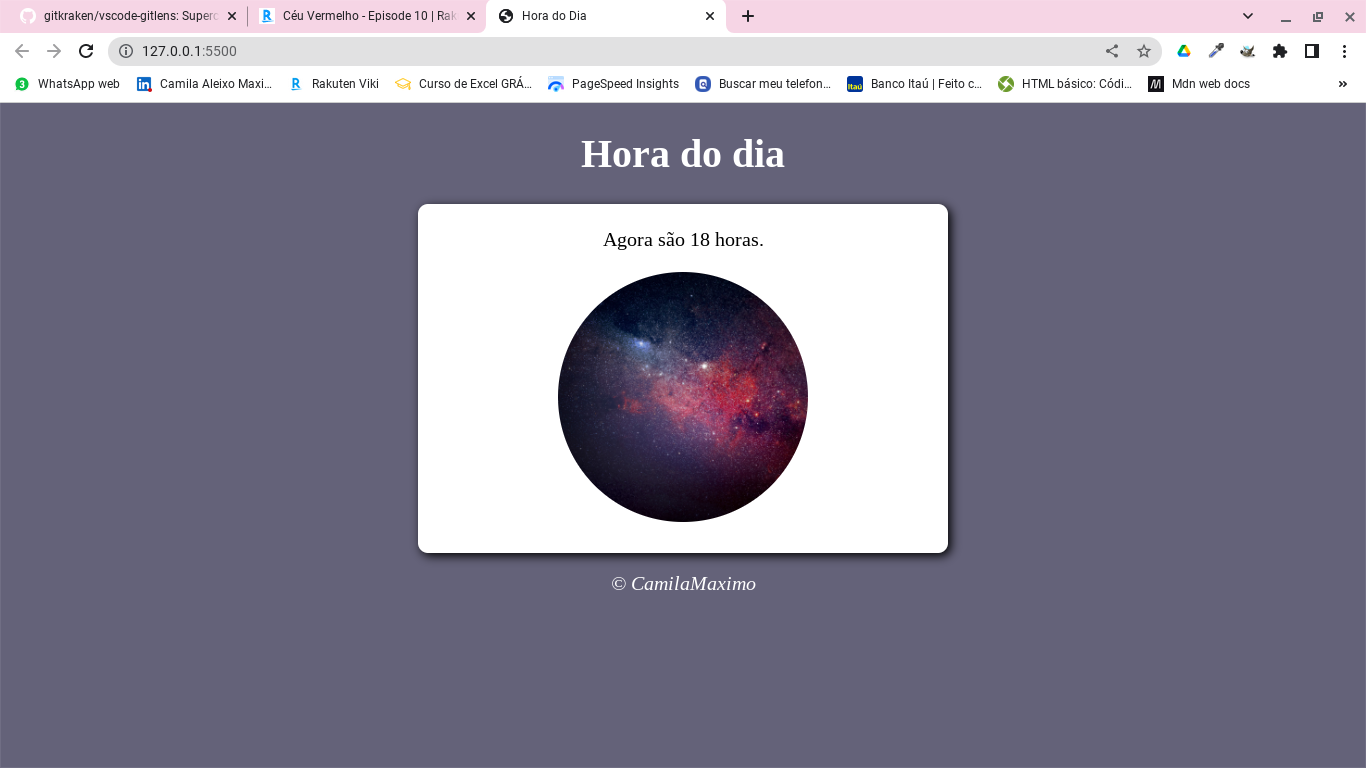 gitkraken/vscode-gitlens: Superc
Céu Vermelho - Episode 10 | Rak
Hora do Dia
127.0.0.1:5500
3 WhatsApp web
in Camila Aleixo Maxi...
R Rakuten Viki
Curso de Excel GRÁ...
PageSpeed Insights
Buscar meu telefon...
Itaú Banco Itaú | Feito c...
HTML básico: Códi...
M Mdn web docs
»
Hora do dia
Agora são 18 horas.
© CamilaMaximo